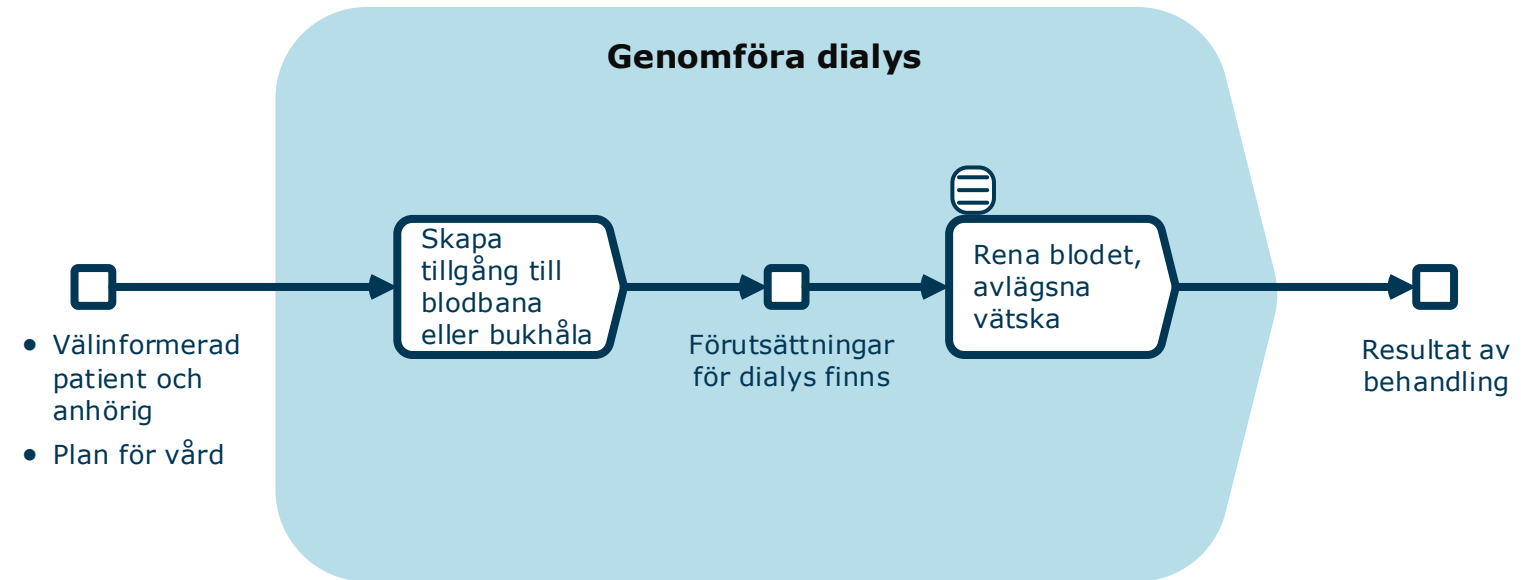 Genomföra dialys
Skapa
tillgång till
blodbana
eller bukhåla
Rena blodet,
avlägsna
vätska
• Välinformerad
patient och
anhörig
• Plan för vård
Förutsättningar
för dialys finns
Resultat av
behandling